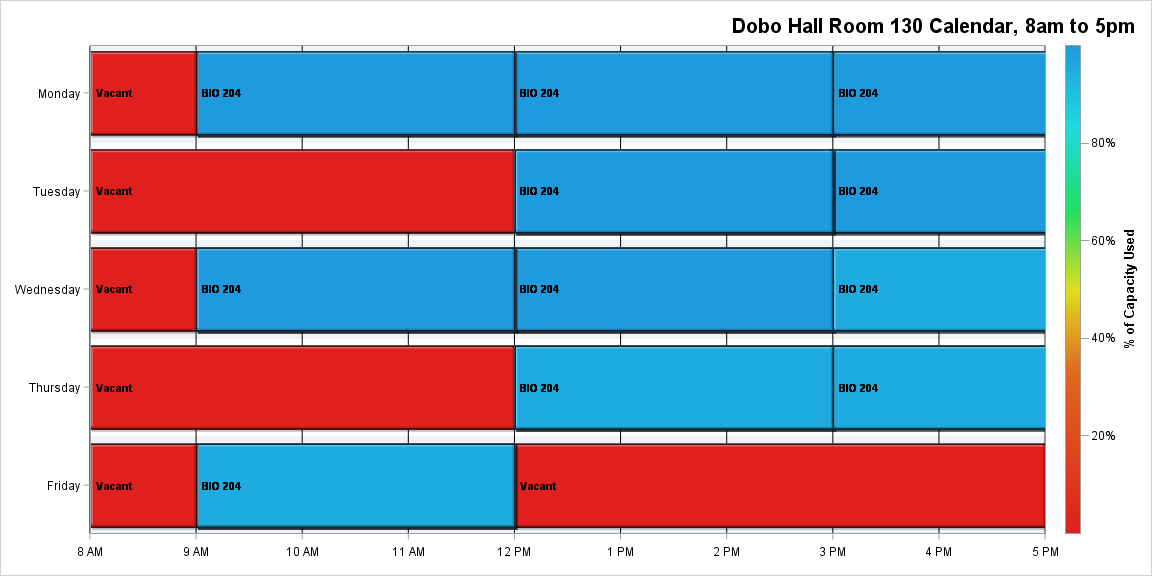 Dobo Hall Room 130 Calendar, 8am to 5pm
Monday Vacant BIO 204 BIO 204 BIO 204
Tuesday Vacant BIO 204 BIO 204
Wednesday Vacant BIO 204 BIO 204 BIO 204
Thursday Vacant BIO 204 BIO 204
Friday Vacant BIO 204 Vacant
8 AM 9 AM 10 AM 11 AM 12 PM 1 PM 2 PM 3 PM 4 PM 5 PM
80%
60%
40%
20%
% of Capacity Used